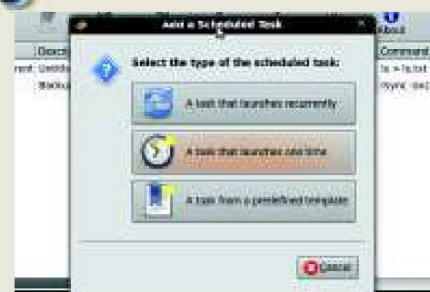 Add a Scheduled Task
About
Command
Select the type of the scheduled task:
A task that launches recurrently
A task that launches one time
A task from a predefined template
Cancel